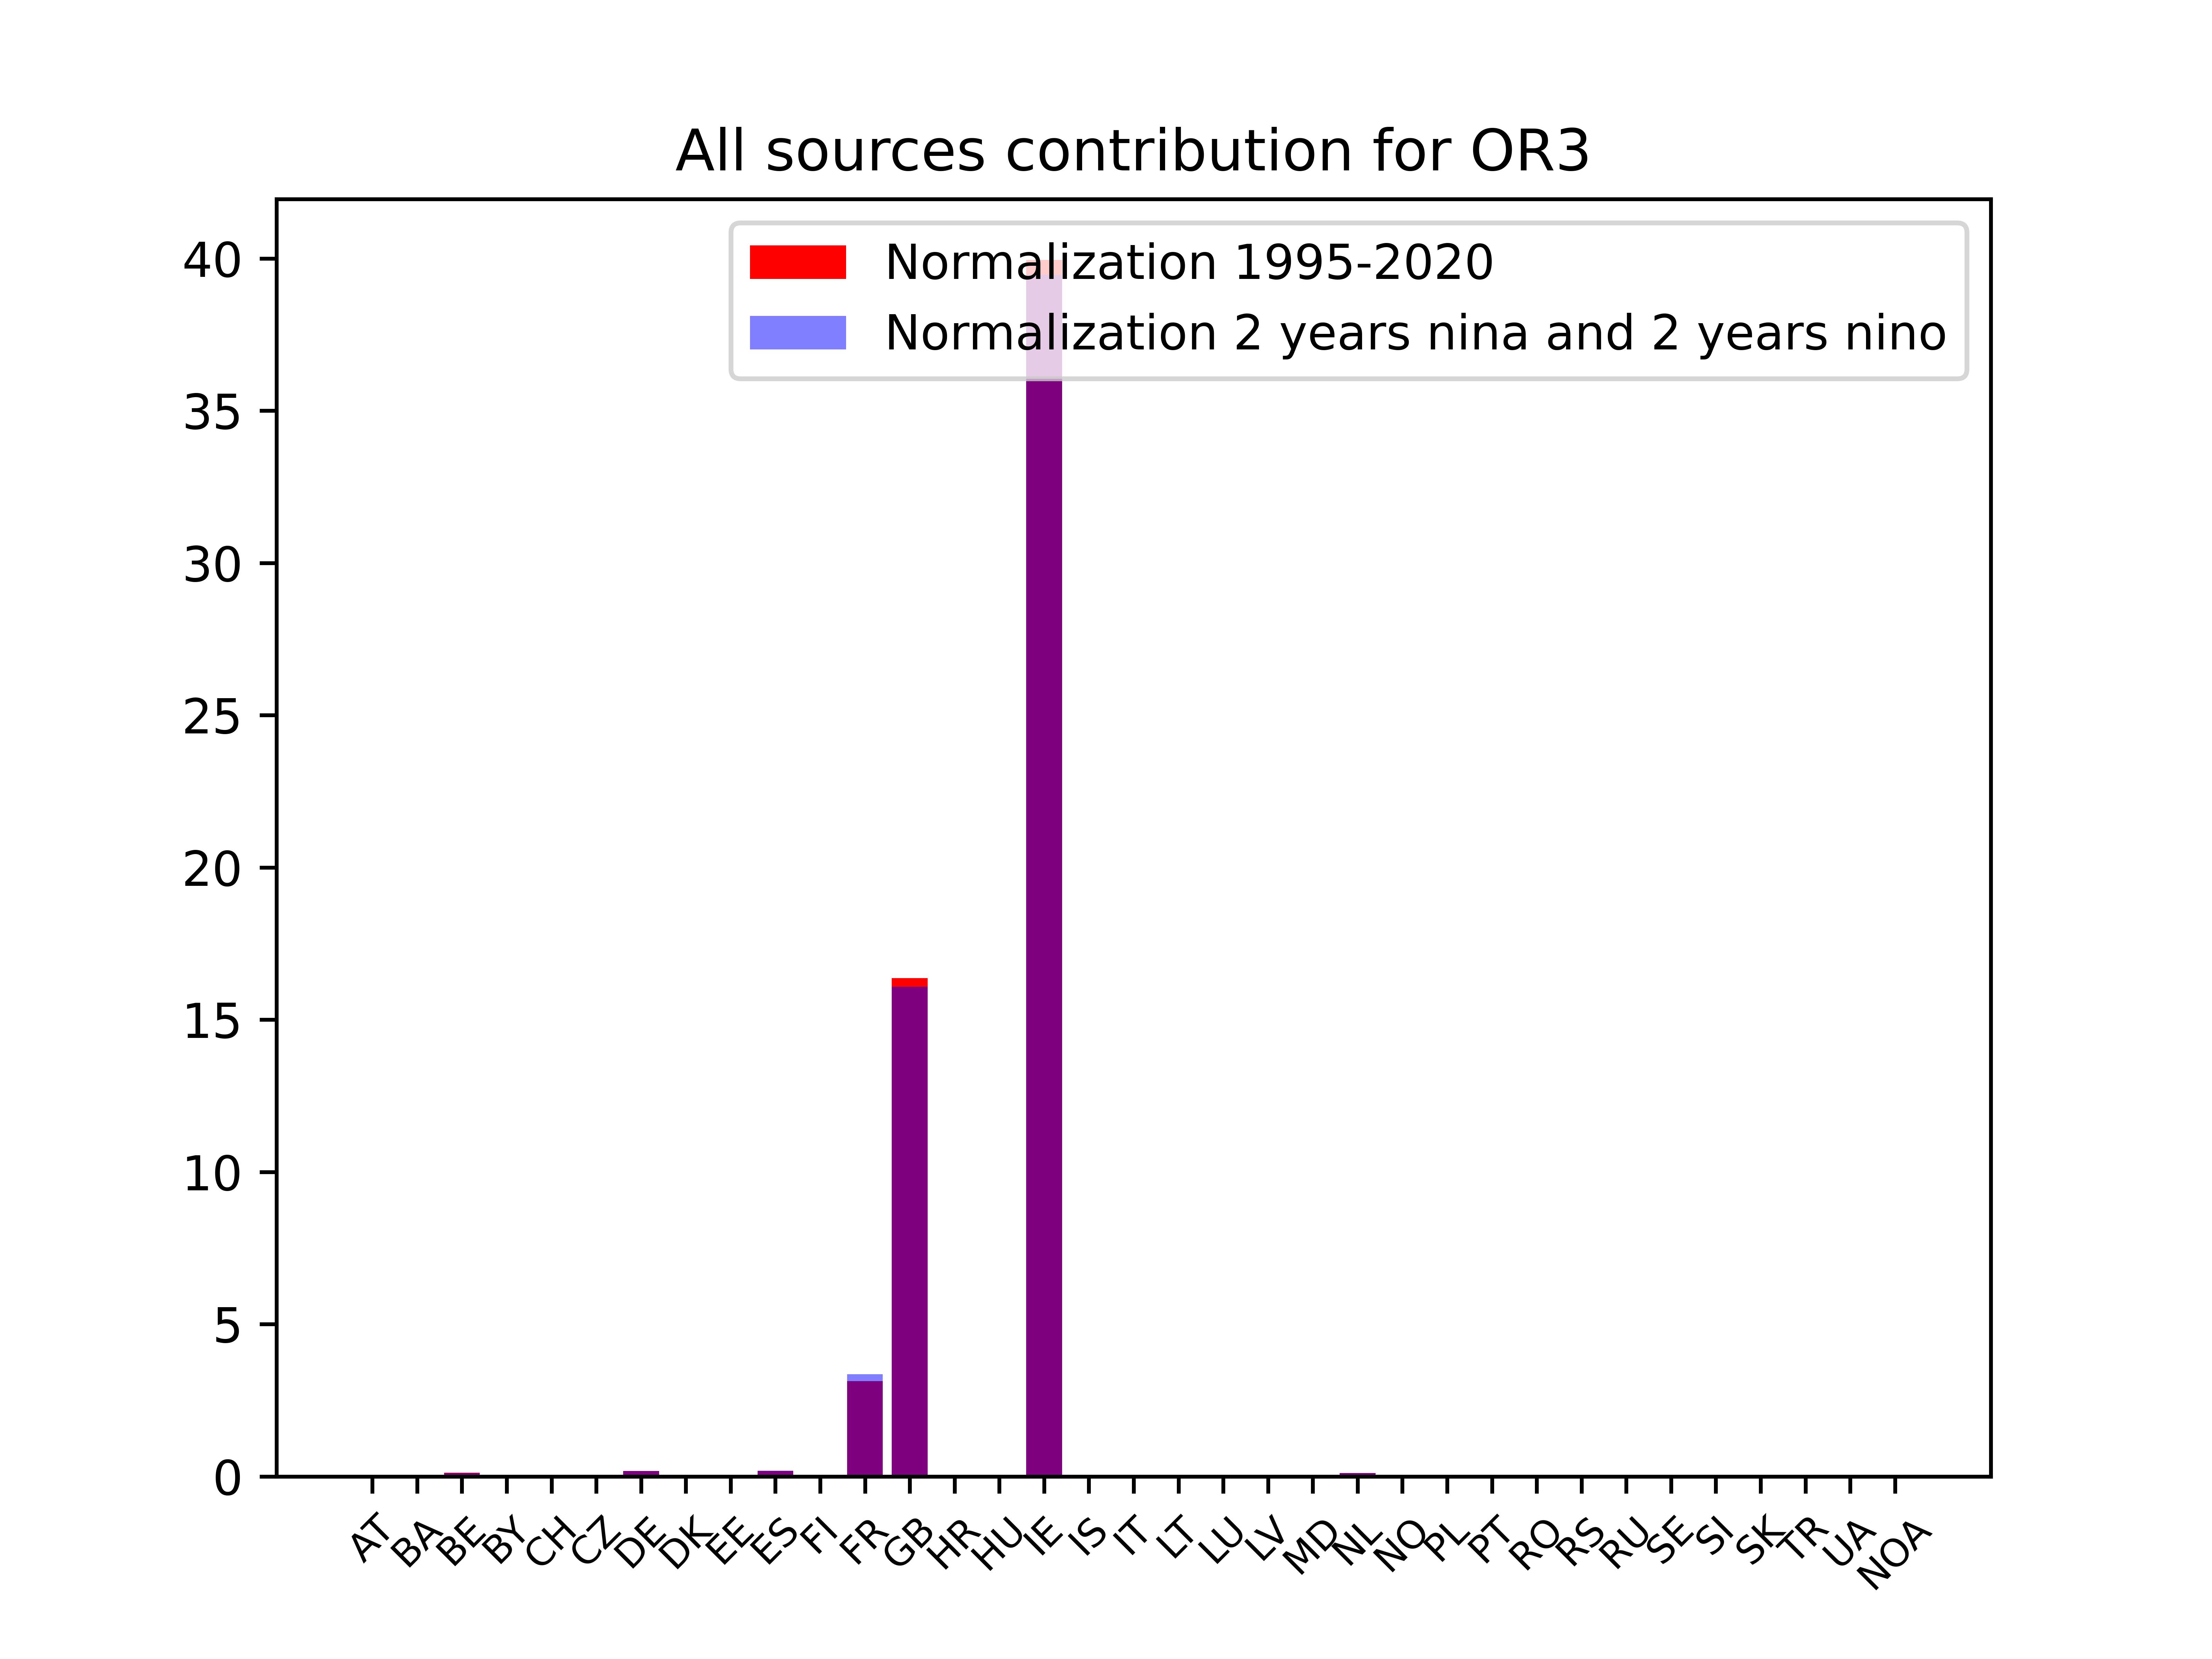 All sources contribution for OR3
Normalization 1995-2020
Normalization 2 years nina and 2 years nino
40
35
30
25
20
15
10
5
0
AT BA BE BY CH CZ DE DK EE ES FI FR GB HR HU IE IS IT LT LU LV MD NL NO PL PT RO RS RU SE SI SK TR UA NOA